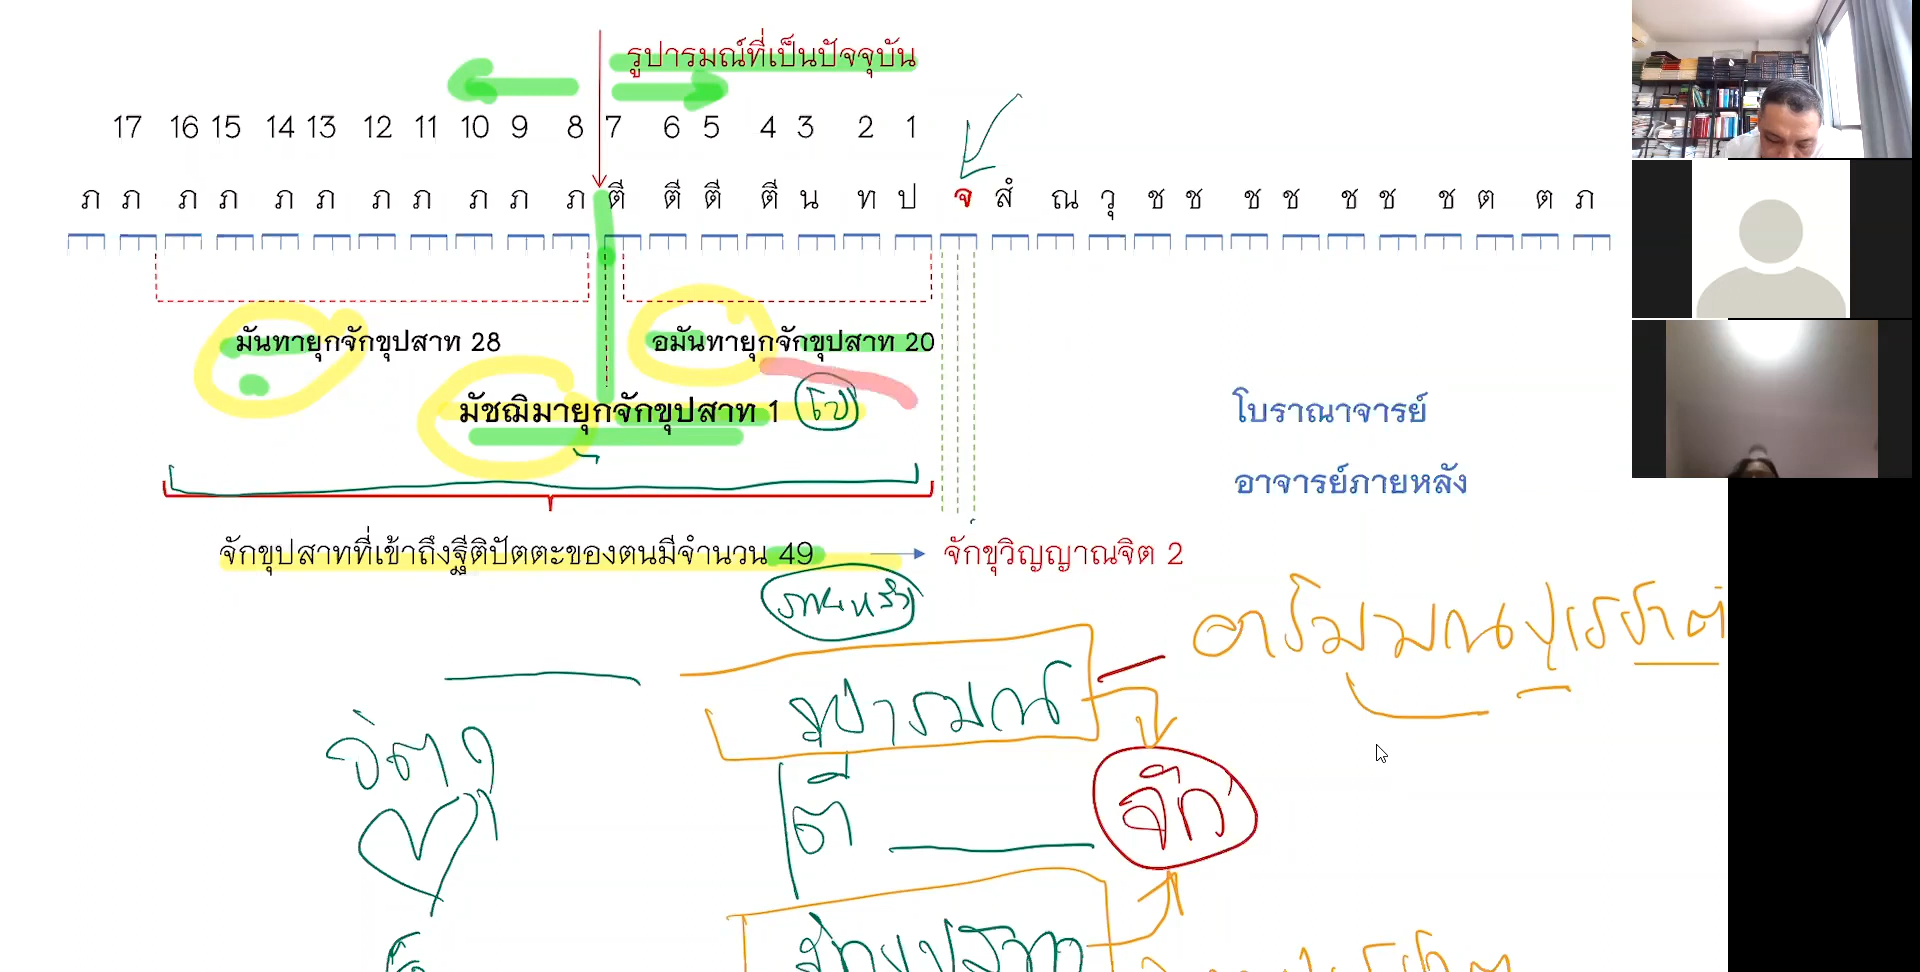 รูปารมณ์ที่เป็นปัจจุบัน
17 16 15 14 13 12 11 10 9 8 7 6 5 4 3 2 1
ภ ภ ภ ภ ภ ภ ภ ภ ภ ภ ภ ตี ตี ตี ตี น ท ป จ สํ ณ วุ ช ช ช ช ช ช ช ต ต ภ
มันทายุกจักขุปสาท 28 อมันทายุกจักขุปสาท 20
มัชฌิมายุกจักขุปสาท 1
โบราณาจารย์
อาจารย์ภายหลัง
จักขุปสาทที่เข้าถึงฐีติปัตตะของตนมีจำนวน 49 จักขุวิญญาณจิต 2
รูปารมณ์
ตี
จัก